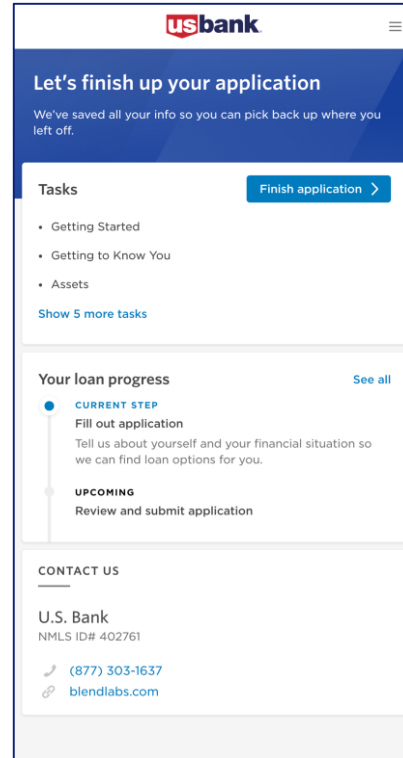 usbank
Let's finish up your application
We've saved all your info so you can pick back up where you
left off.
Tasks
Finish application
• Getting Started
• Getting to Know You
• Assets
Show 5 more tasks
Your loan progress
See all
CURRENT STEP
Fill out application
Tell us about yourself and your financial situation so
we can find loan options for you.
UPCOMING
Review and submit application
CONTACT US
U.S. Bank
NMLS ID# 402761
(877) 303-1637
blendlabs.com